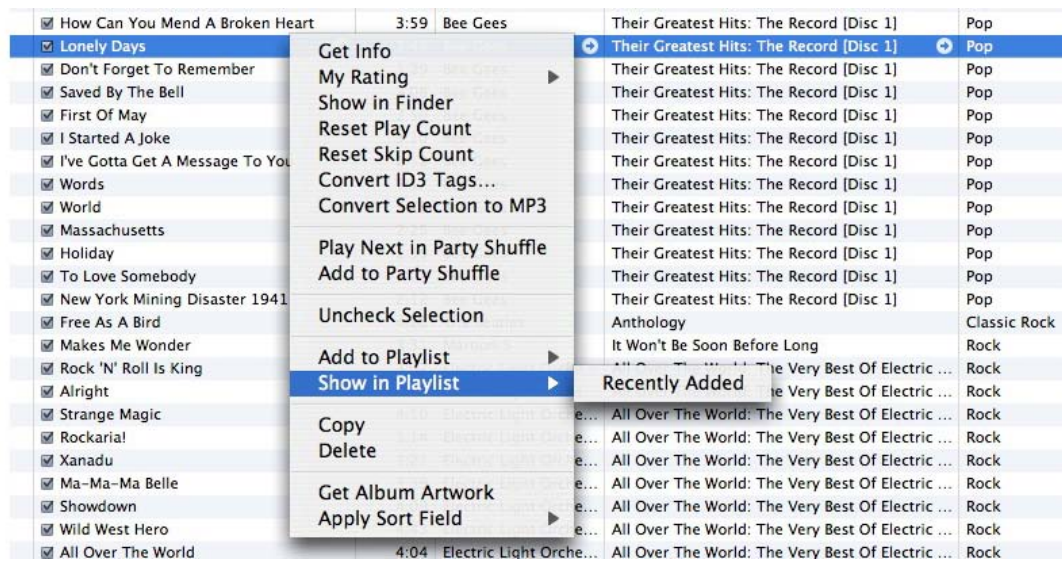 How Can You Mend A Broken Heart 3:59 Bee Gees Their Greatest Hits: The Record [Disc 1] Pop
Lonely Days Their Greatest Hits: The Record [Disc 1] Pop
Don't Forget To Remember Their Greatest Hits: The Record [Disc 1] Pop
Saved By The Bell Their Greatest Hits: The Record [Disc 1] Pop
First Of May Their Greatest Hits: The Record [Disc 1] Pop
I Started A Joke Their Greatest Hits: The Record [Disc 1] Pop
I've Gotta Get A Message To You Their Greatest Hits: The Record [Disc 1] Pop
Words Their Greatest Hits: The Record [Disc 1] Pop
World Their Greatest Hits: The Record [Disc 1] Pop
Massachusetts Their Greatest Hits: The Record [Disc 1] Pop
Holiday Their Greatest Hits: The Record [Disc 1] Pop
To Love Somebody Their Greatest Hits: The Record [Disc 1] Pop
New York Mining Disaster 1941 Their Greatest Hits: The Record [Disc 1] Pop
Free As A Bird Anthology Classic Rock
Makes Me Wonder It Won't Be Soon Before Long Rock
Rock 'N' Roll Is King The Very Best Of Electric ... Rock
Alright The Very Best Of Electric ... Rock
Strange Magic All Over The World: The Very Best Of Electric ... Rock
Rockaria! All Over The World: The Very Best Of Electric ... Rock
Xanadu All Over The World: The Very Best Of Electric ... Rock
Ma-Ma-Ma Belle All Over The World: The Very Best Of Electric ... Rock
Showdown All Over The World: The Very Best Of Electric ... Rock
Wild West Hero All Over The World: The Very Best Of Electric ... Rock
All Over The World 4:04 Electric Light Orche... All Over The World: The Very Best Of Electric ... Rock
Get Info
My Rating
Show in Finder
Reset Play Count
Reset Skip Count
Convert ID3 Tags...
Convert Selection to MP3
Play Next in Party Shuffle
Add to Party Shuffle
Uncheck Selection
Add to Playlist
Show in Playlist
Recently Added
Copy
Delete
Get Album Artwork
Apply Sort Field